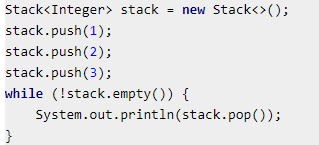 Stack<Integer> stack = new Stack<>();
stack.push(1);
stack.push(2);
stack.push(3);
while (!stack.empty()) {
    System.out.println(stack.pop());
}